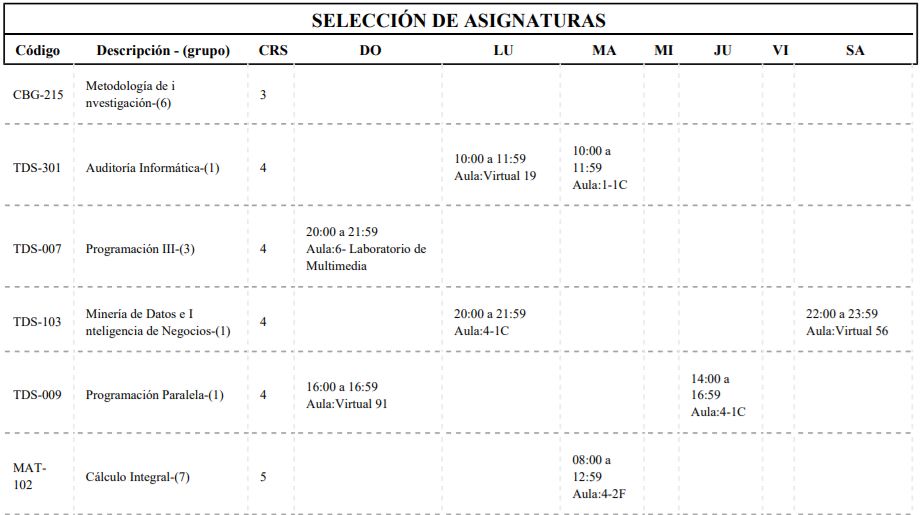 SELECCIÓN DE ASIGNATURAS
Código Descripción - (grupo) CRS DO LU MA MI JU VI SA
CBG-215
Metodología de i
nvestigación-(6)
3
TDS-301
Auditoría Informática-(1)
4
10:00 a 11:59
Aula:Virtual 19
10:00 a
11:59
Aula:1-1C
TDS-007
Programación III-(3)
4
20:00 a 21:59
Aula:6- Laboratorio de
Multimedia
TDS-103
Minería de Datos e I
nteligencia de Negocios-(1)
4
20:00 a 21:59
Aula:4-1C
22:00 a 23:59
Aula:Virtual 56
TDS-009
Programación Paralela-(1)
4
16:00 a 16:59
Aula:Virtual 91
14:00 a
16:59
Aula:4-1C
MAT-
102
Cálculo Integral-(7)
5
08:00 a
12:59
Aula:4-2F